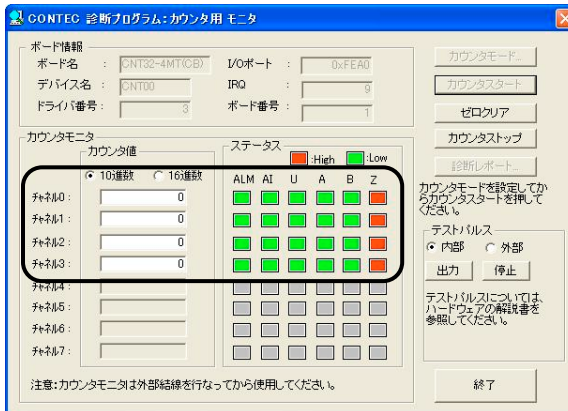 CONTEC 診断プログラム:カウンタ用 モニタ
ボード情報
ボード名 : CNT32-4MT(CB) I/Oポート : 0xFEA0
デバイス名 : CNT00 IRQ : 9
ドライバ番号 : 3 ボード番号 : 1
カウンタモード...
カウンタスタート
ゼロクリア
カウンタストップ
診断レポート...
カウンタモニタ
カウンタ値
10進数 16進数
ステータス
:High :Low
ALM AI U A B Z
チャネル0 : 0
チャネル1 : 0
チャネル2 : 0
チャネル3 : 0
チャネル4 :
チャネル5 :
チャネル6 :
チャネル7 :
注意:カウンタモニタは外部結線を行なってから使用してください。
カウンタモードを設定してか
らカウンタスタートを押して
ください。
テストパルス
内部 外部
出力 停止
テストパルスについては、
ハードウェアの解説書を
参照してください。
終了